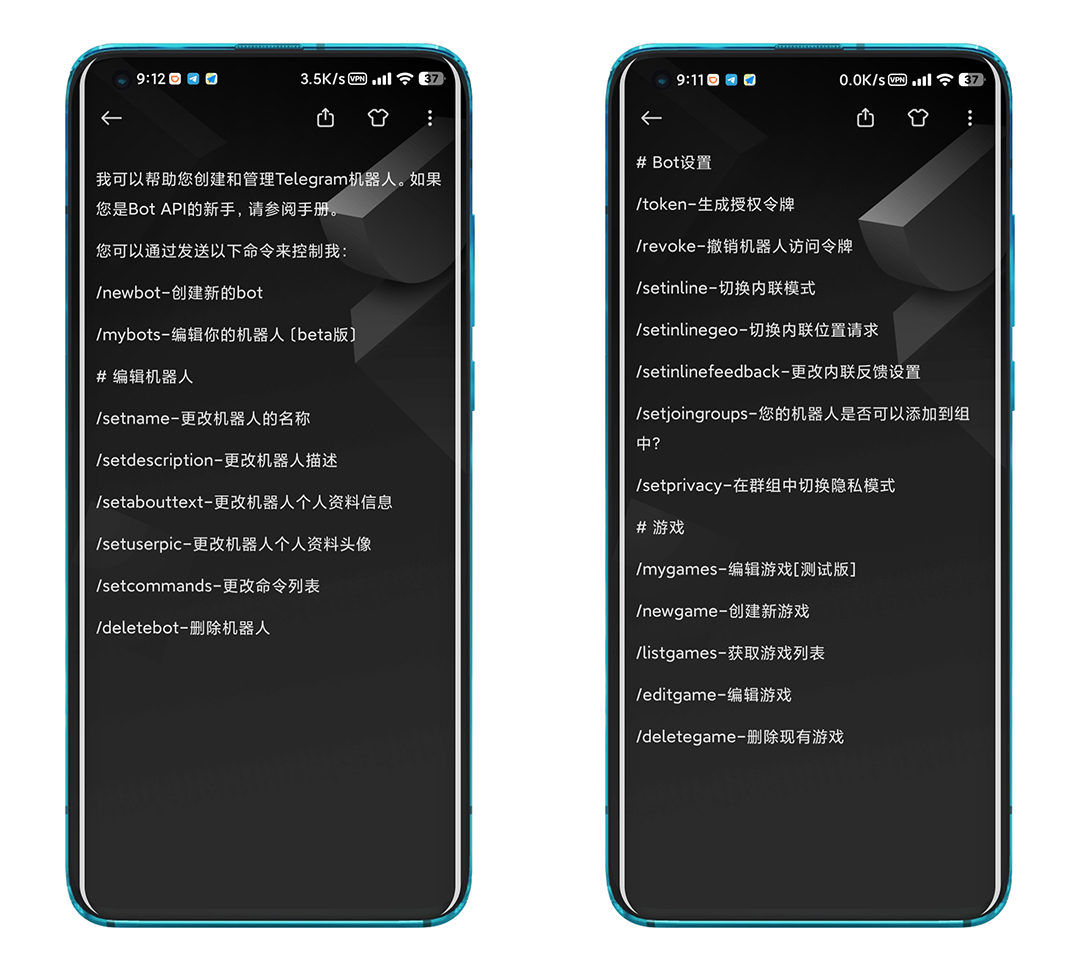 9:12
3.5K/s VPN 37
我可以帮助您创建和管理Telegram机器人。如果
您是Bot API的新手，请参阅手册。
您可以通过发送以下命令来控制我：
/newbot-创建新的bot
/mybots-编辑你的机器人〔beta版〕
# 编辑机器人
/setname-更改机器人的名称
/setdescription-更改机器人描述
/setabouttext-更改机器人个人资料信息
/setuserpic-更改机器人个人资料头像
/setcommands-更改命令列表
/deletebot-删除机器人
9:11
0.0K/s VPN 37
# Bot设置
/token-生成授权令牌
/revoke-撤销机器人访问令牌
/setinline-切换内联模式
/setinlinegeo-切换内联位置请求
/setinlinefeedback-更改内联反馈设置
/setjoingroups-您的机器人是否可以添加到组
中?
/setprivacy-在群组中切换隐私模式
# 游戏
/mygames-编辑游戏[测试版]
/newgame-创建新游戏
/listgames-获取游戏列表
/editgame-编辑游戏
/deletegame-删除现有游戏